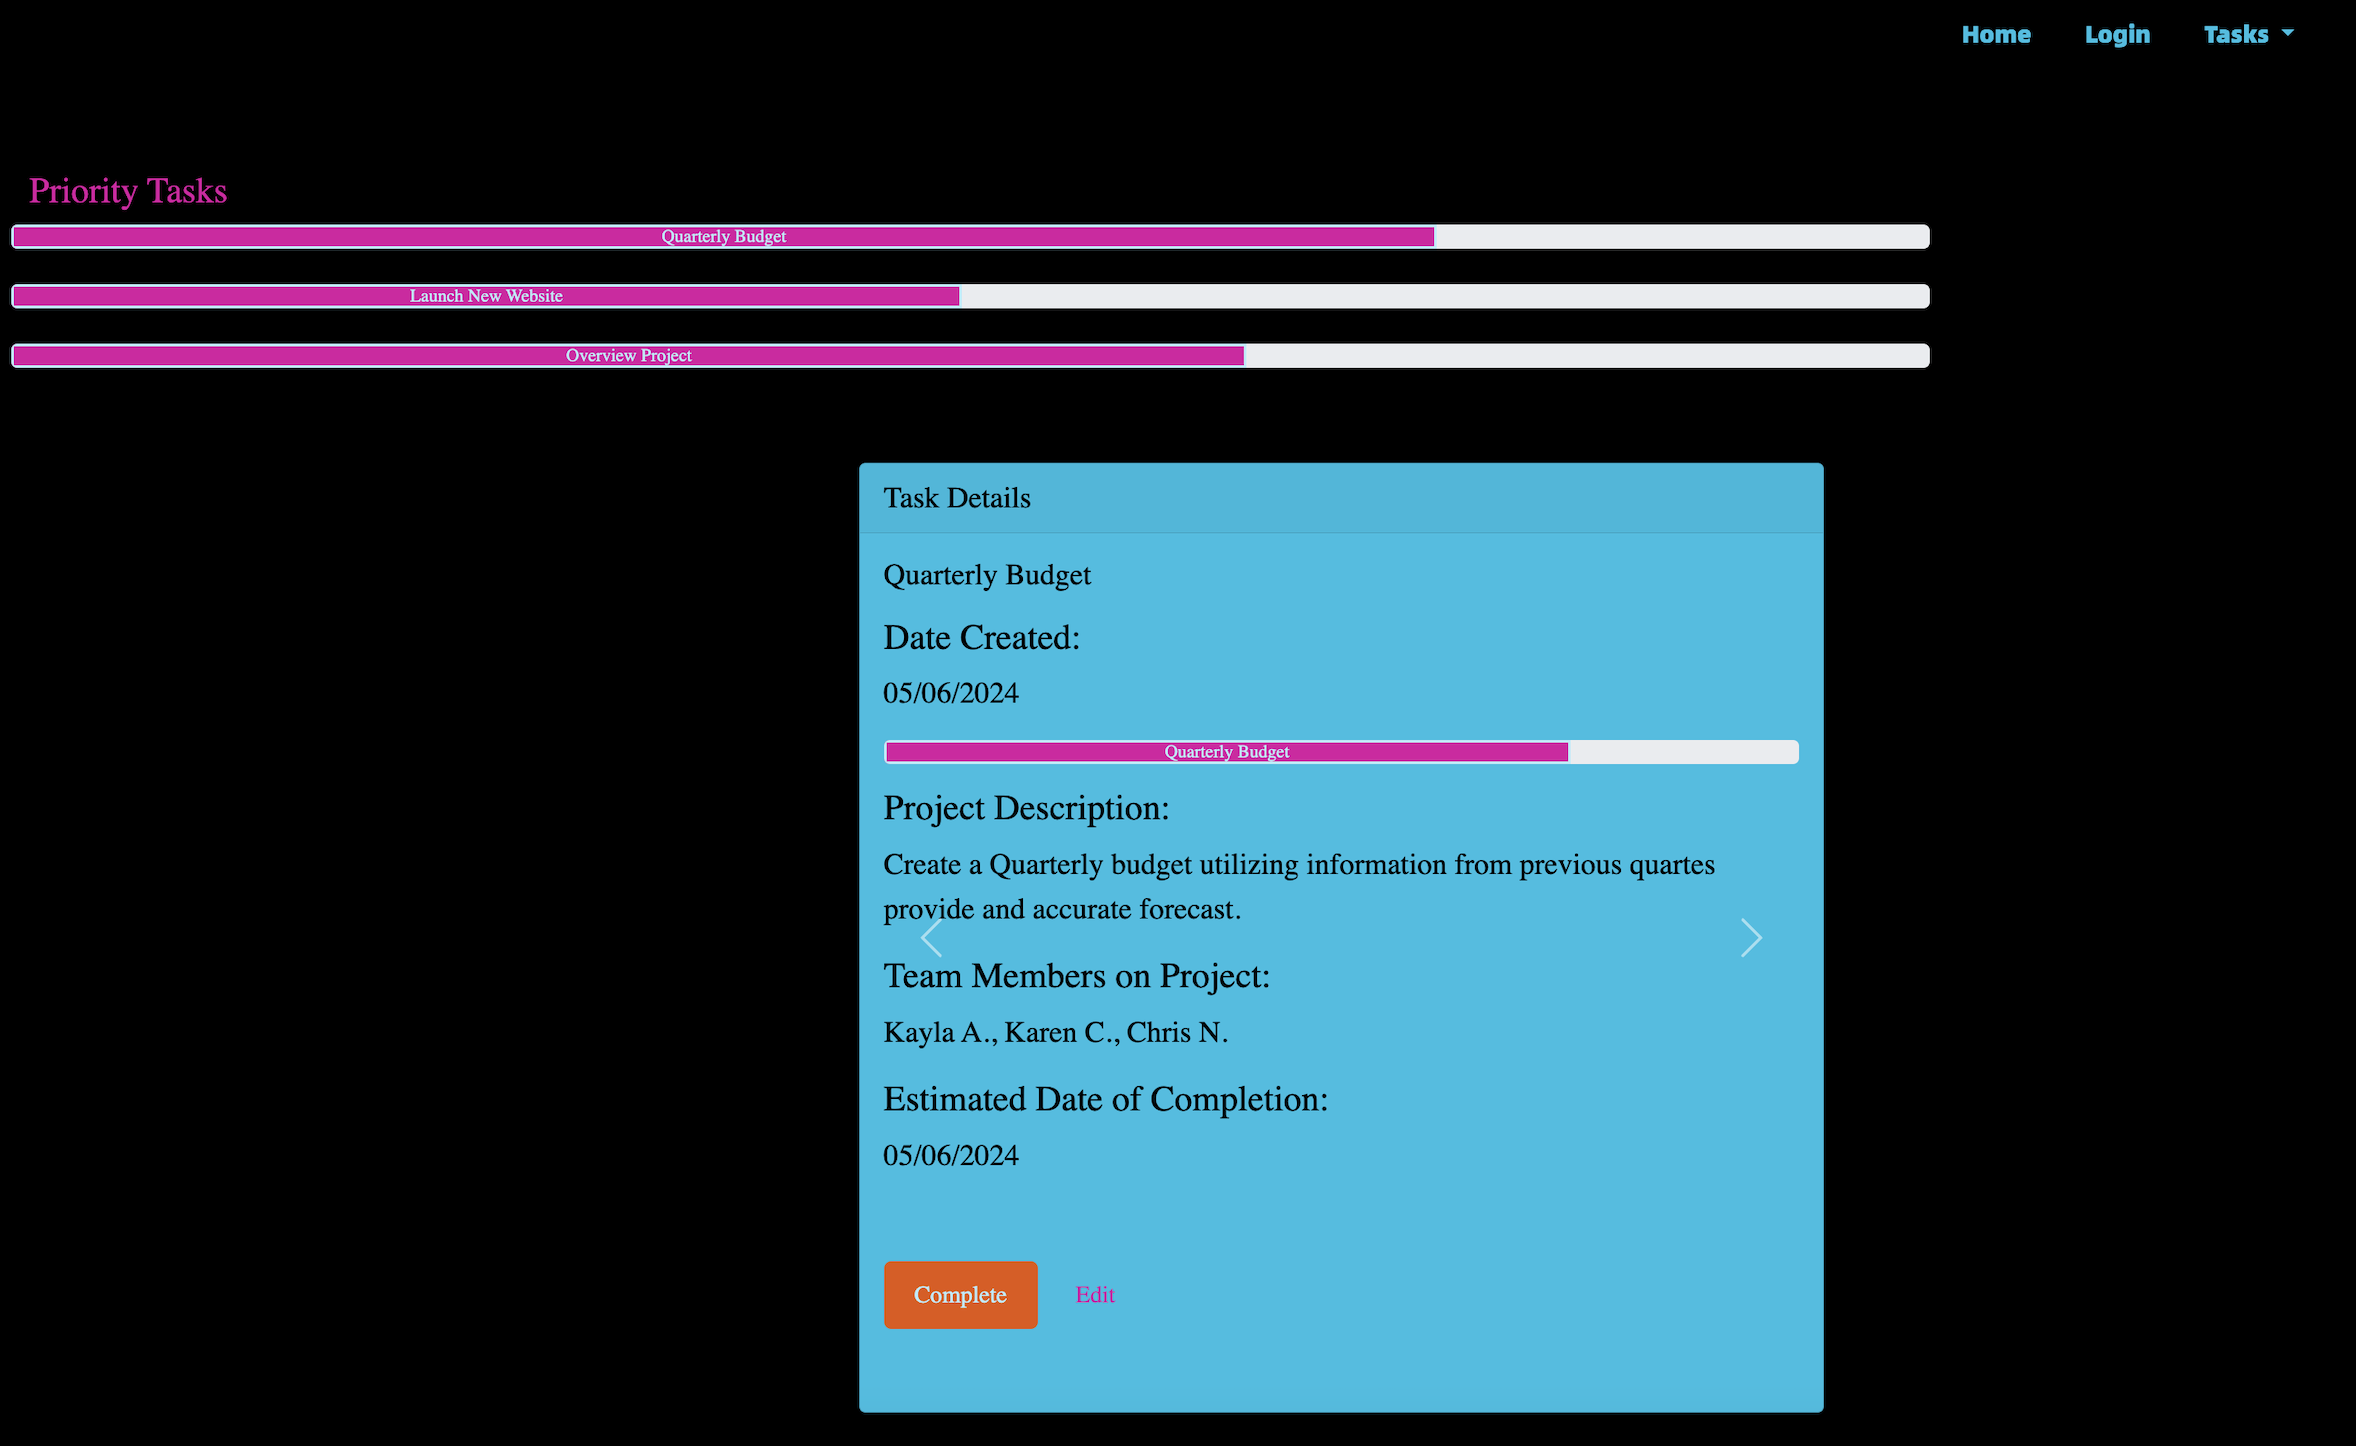 Home Login Tasks
Priority Tasks
Quarterly Budget
Launch New Website
Overview Project
Task Details
Quarterly Budget
Date Created:
05/06/2024
Quarterly Budget
Project Description:
Create a Quarterly budget utilizing information from previous quartes
provide and accurate forecast.
Team Members on Project:
Kayla A., Karen C., Chris N.
Estimated Date of Completion:
05/06/2024
Complete Edit